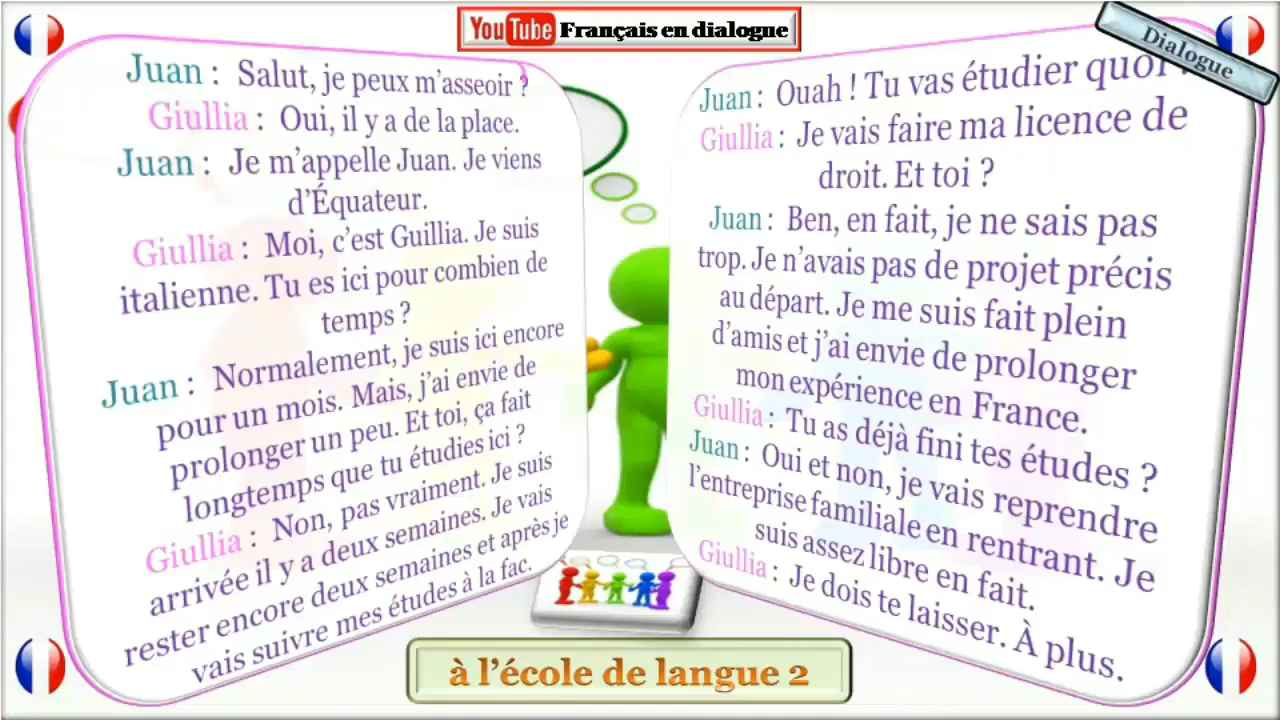 YouTube Français en dialogue
Dialogue
Juan : Salut, je peux m’asseoir ?
Giullia : Oui, il y a de la place.
Juan : Je m’appelle Juan. Je viens
d’Équateur.
Giullia : Moi, c’est Guillia. Je suis
italienne. Tu es ici pour combien de
temps ?
Juan : Normalement, je suis ici encore
pour un mois. Mais, j’ai envie de
prolonger un peu. Et toi, ça fait
longtemps que tu étudies ici ?
Giullia : Non, pas vraiment. Je suis
arrivée il y a deux semaines. Je vais
rester encore deux semaines et après je
vais suivre mes études à la fac.
Juan : Ouah ! Tu vas étudier quoi ?
Giullia : Je vais faire ma licence de
droit. Et toi ?
Juan : Ben, en fait, je ne sais pas
trop. Je n’avais pas de projet précis
au départ. Je me suis fait plein
d’amis et j’ai envie de prolonger
mon expérience en France.
Giullia : Tu as déjà fini tes études ?
Juan : Oui et non, je vais reprendre
l’entreprise familiale en rentrant. Je
suis assez libre en fait.
Giullia : Je dois te laisser. À plus.
à l’école de langue 2